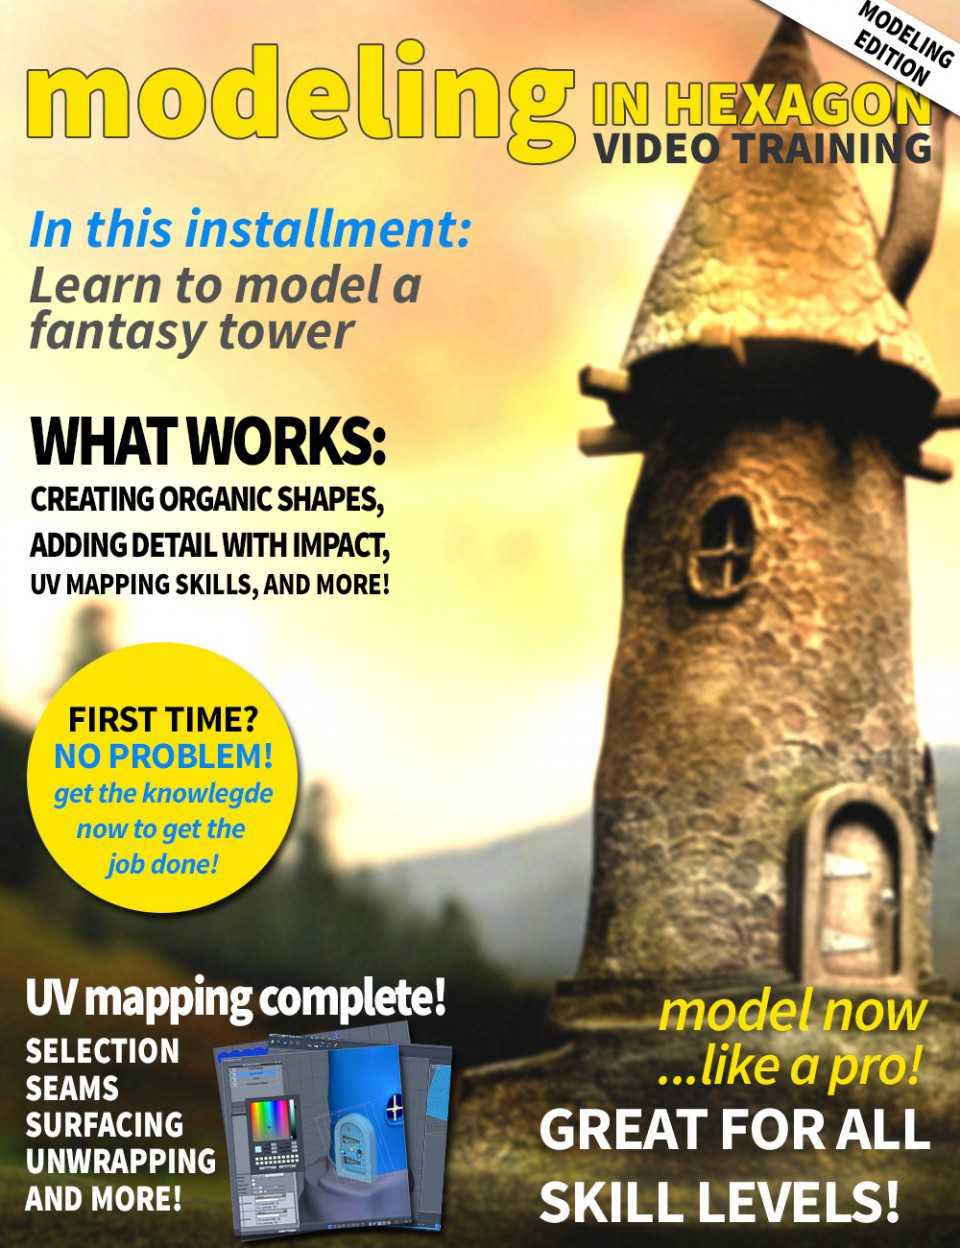 MODELING
EDITION
modeling
IN HEXAGON
VIDEO TRAINING
In this installment:
Learn to model a
fantasy tower
WHAT WORKS:
CREATING ORGANIC SHAPES,
ADDING DETAIL WITH IMPACT,
UV MAPPING SKILLS, AND MORE!
FIRST TIME?
NO PROBLEM!
get the knowlegde
now to get the
job done!
UV mapping complete!
SELECTION
SEAMS
SURFACING
UNWRAPPING
AND MORE!
model now
...like a pro!
GREAT FOR ALL
SKILL LEVELS!